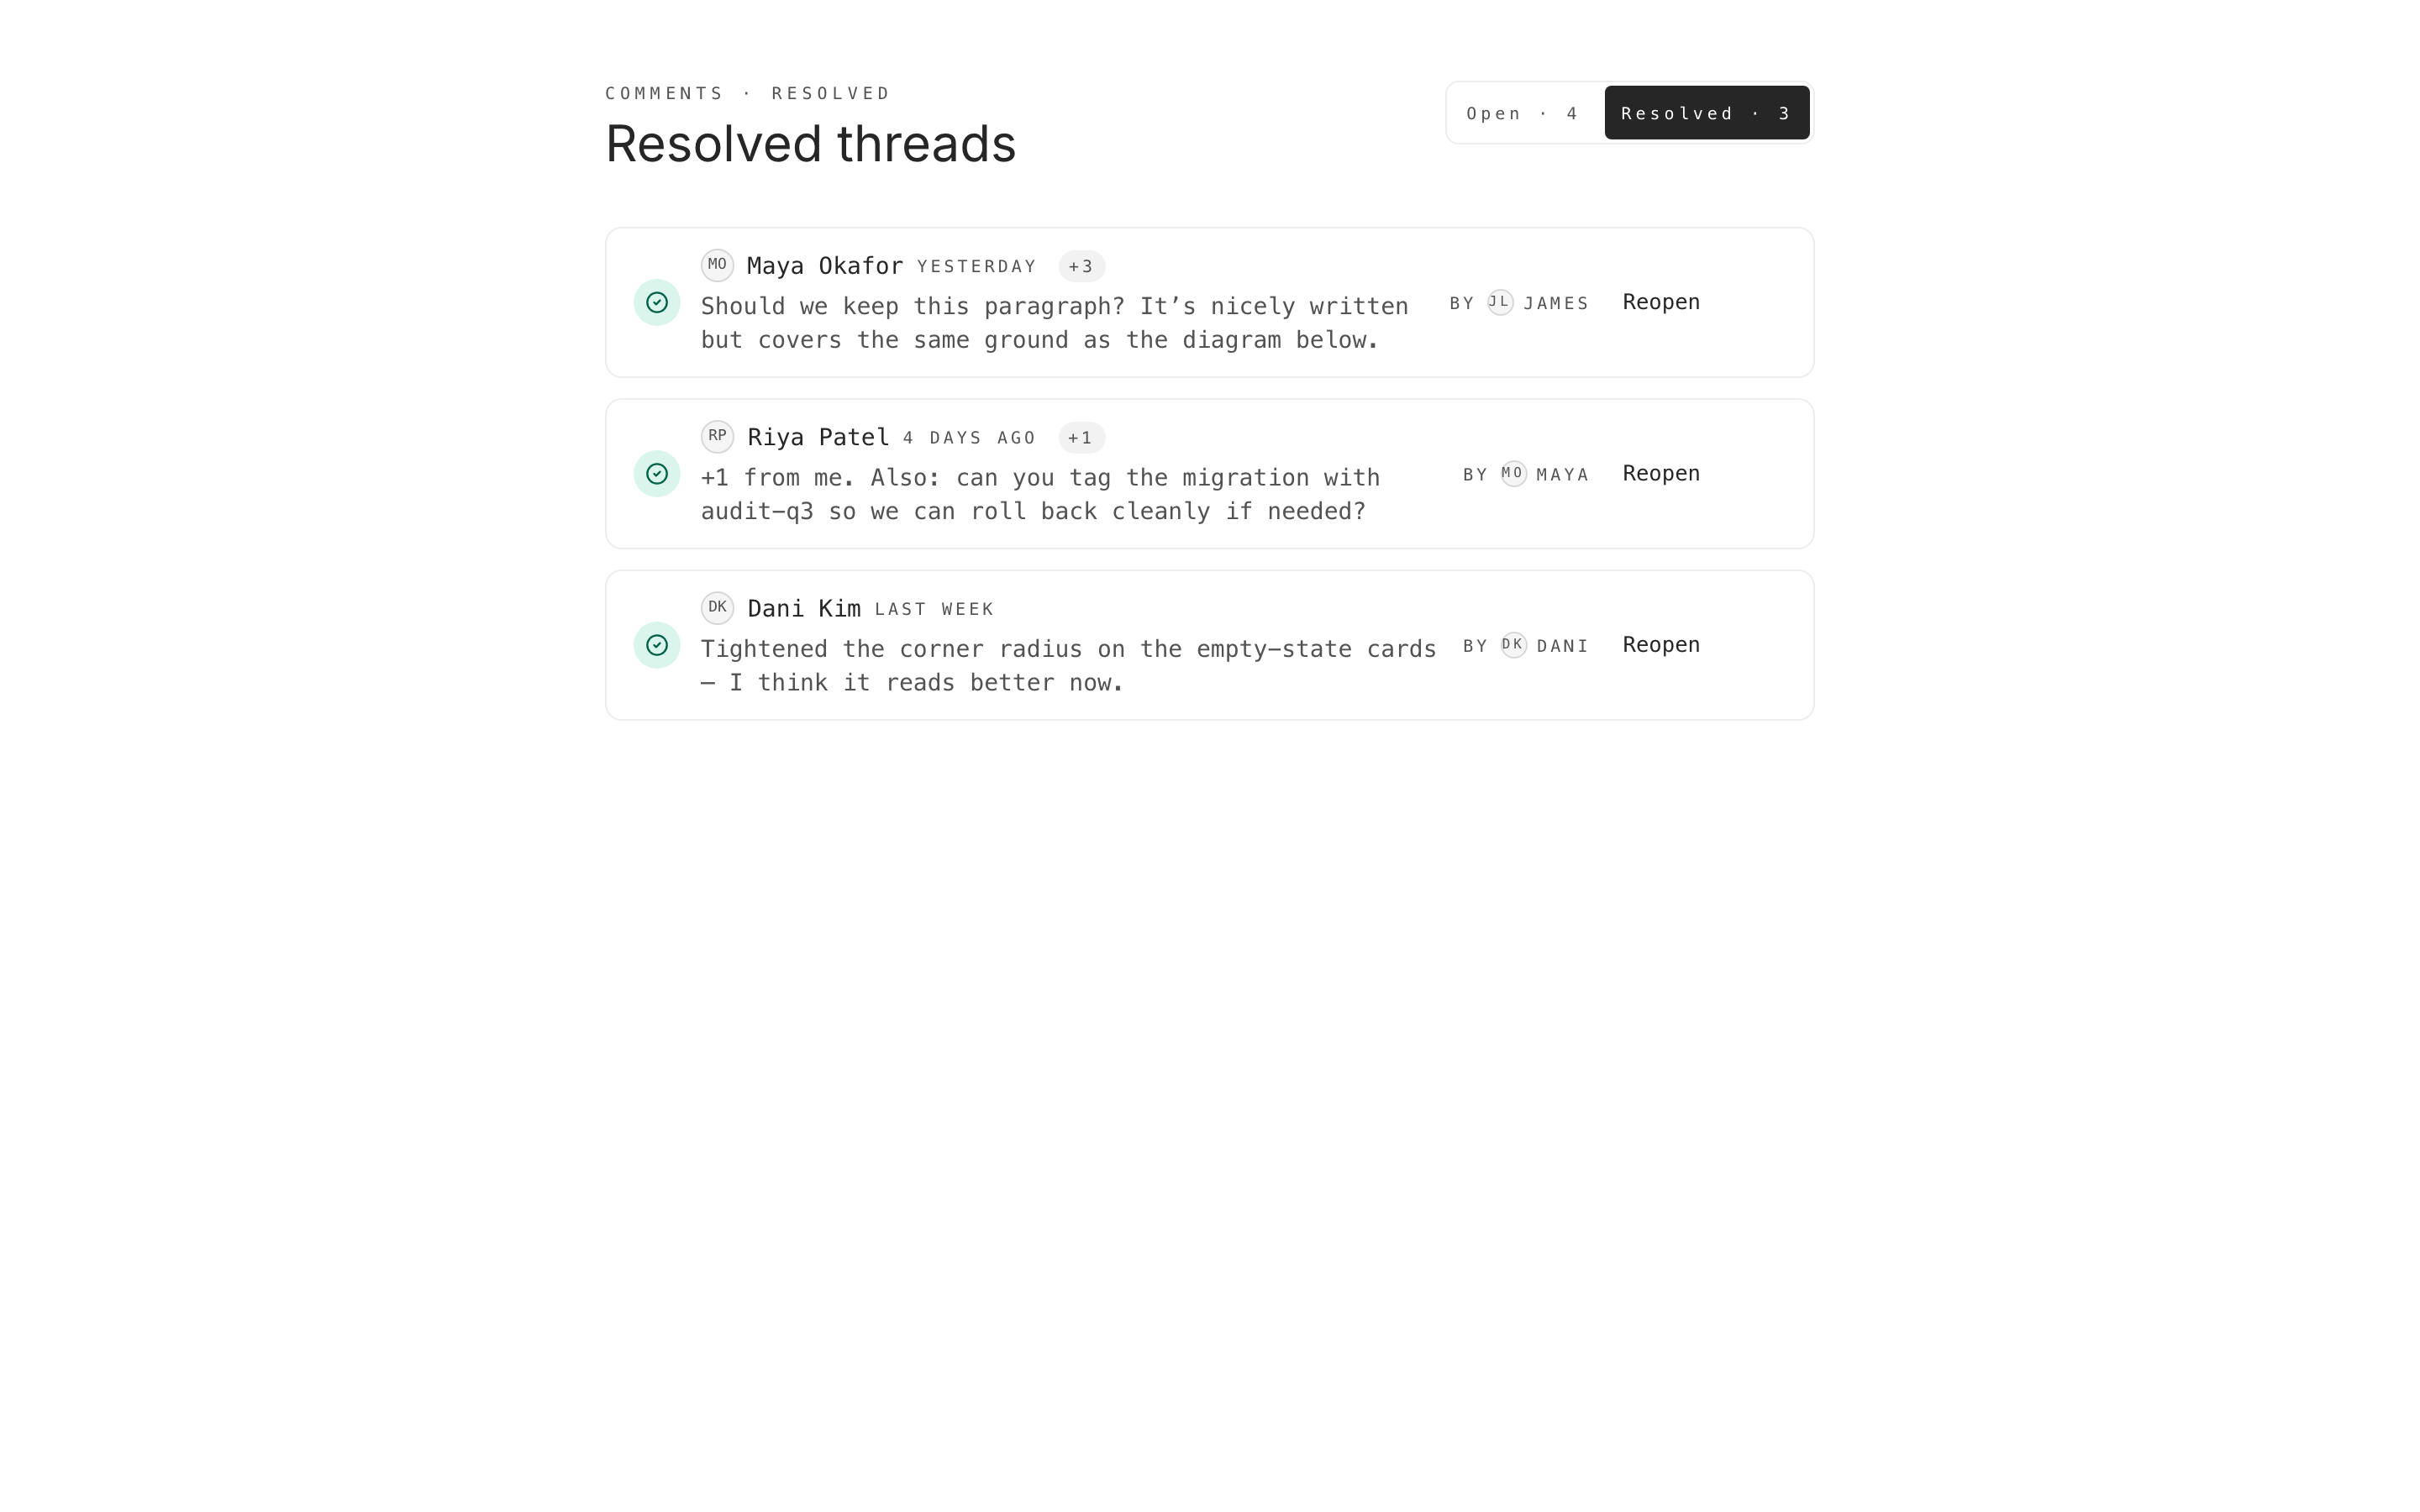 COMMENTS · RESOLVED
Resolved threads
Open · 4
Resolved · 3
MO Maya Okafor YESTERDAY +3
Should we keep this paragraph? It’s nicely written
but covers the same ground as the diagram below.
BY JL JAMES Reopen
RP Riya Patel 4 DAYS AGO +1
+1 from me. Also: can you tag the migration with
audit–q3 so we can roll back cleanly if needed?
BY MO MAYA Reopen
DK Dani Kim LAST WEEK
Tightened the corner radius on the empty–state cards
— I think it reads better now.
BY DK DANI Reopen